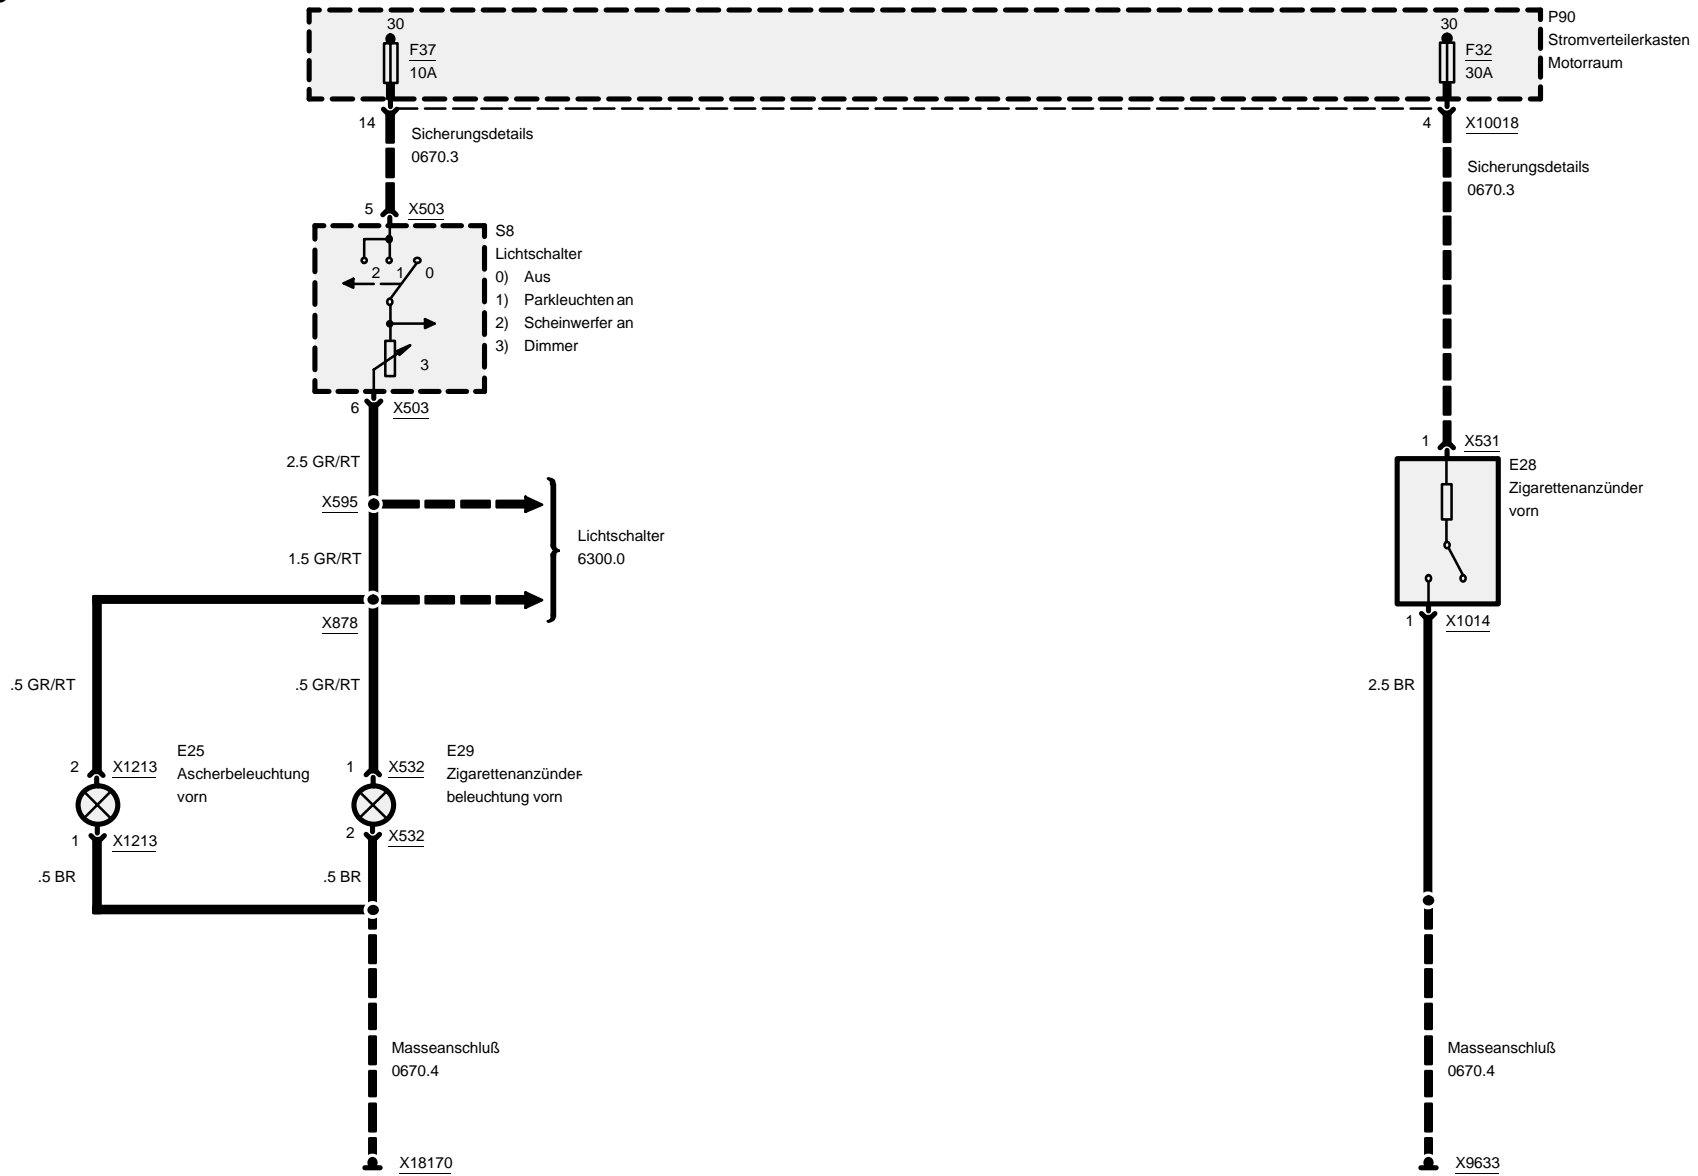 30
F37
10A
30
F32
30A
P90
Stromverteilerkasten
Motorraum
14
Sicherungsdetails
0670.3
4
X10018
Sicherungsdetails
0670.3
5
X503
S8
Lichtschalter
0) Aus
1) Parkleuchten an
2) Scheinwerfer an
3) Dimmer
2
1
0
3
6
X503
2.5 GR/RT
X595
1.5 GR/RT
X878
Lichtschalter
6300.0
1
X531
E28
Zigarettenanzünder
vorn
1
X1014
2.5 BR
.5 GR/RT
.5 GR/RT
2
X1213
E25
Ascherbeleuchtung
vorn
1
X532
E29
Zigarettenanzünder-
beleuchtung vorn
1
X1213
2
X532
.5 BR
.5 BR
Masseanschluß
0670.4
Masseanschluß
0670.4
X18170
X9633